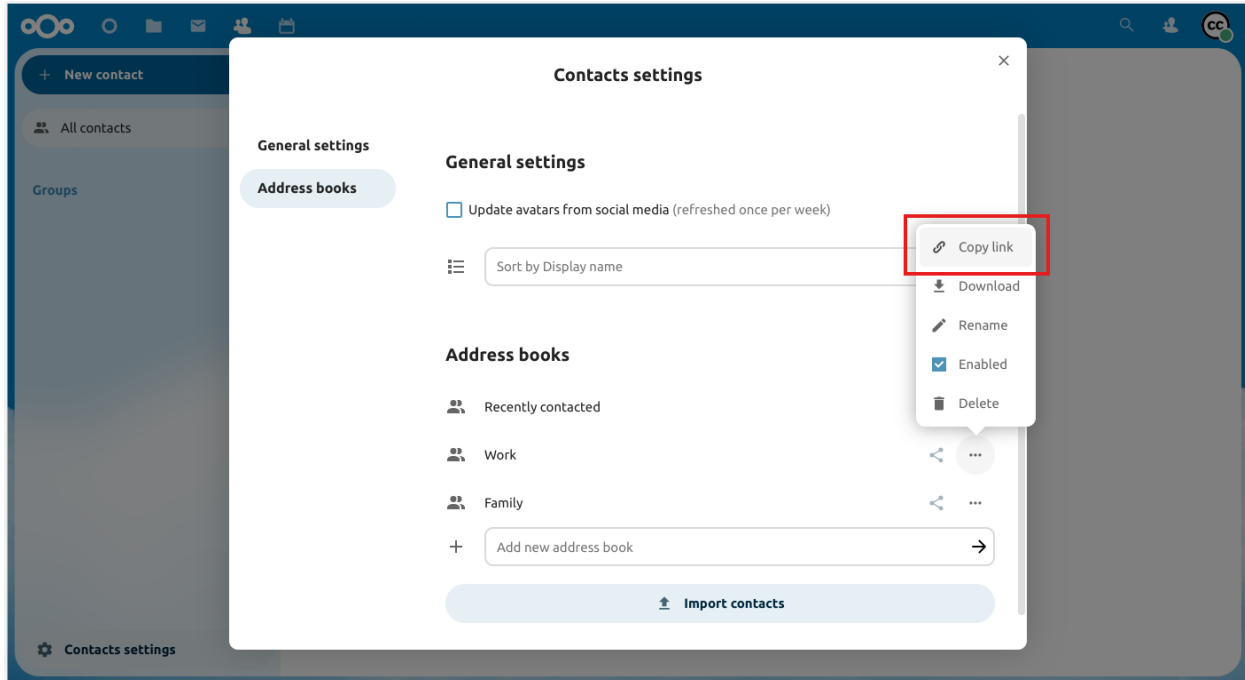 CC
New contact
All contacts
Groups
Contacts settings
Contacts settings
General settings
Address books
General settings
Update avatars from social media (refreshed once per week)
Sort by Display name
Copy link
Download
Rename
Enabled
Delete
Address books
Recently contacted
Work
Family
Add new address book
Import contacts